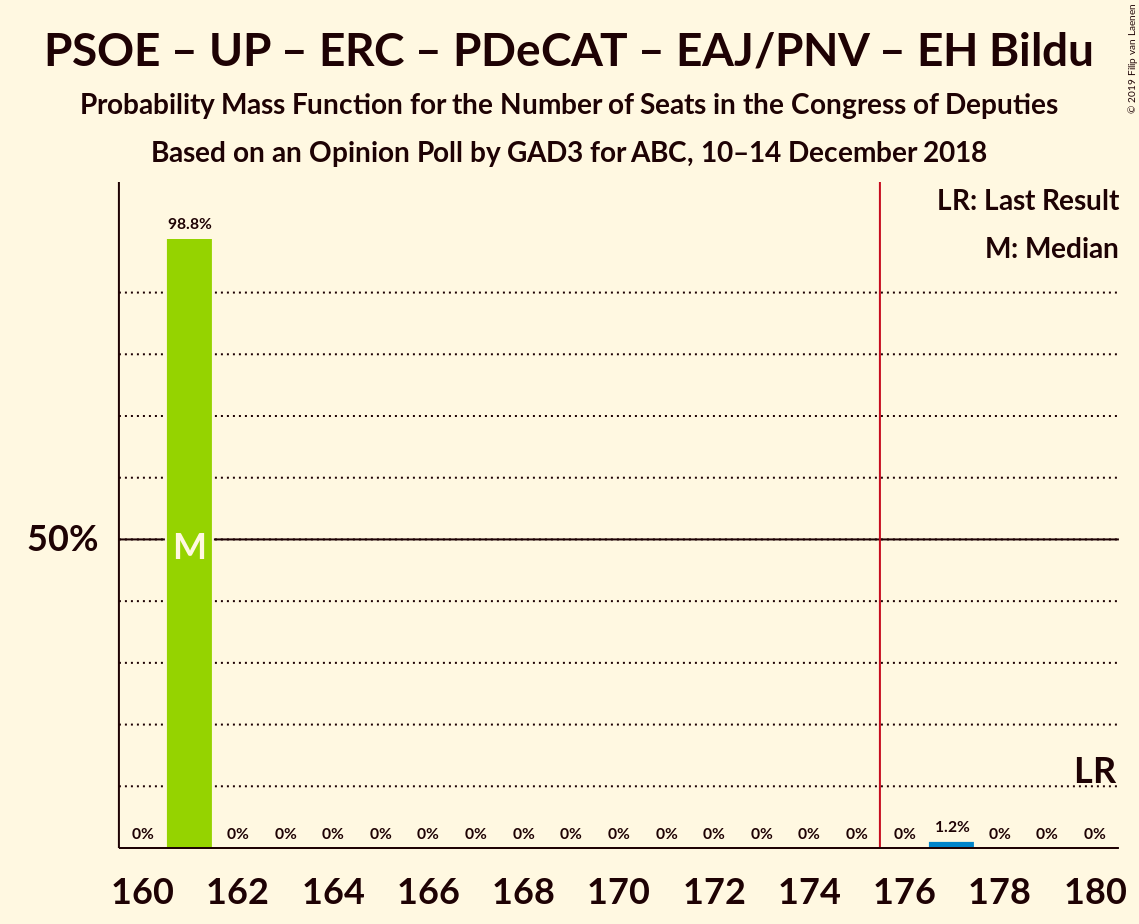 PSOE – UP – ERC – PDeCAT – EAJ/PNV – EH Bildu
Probability Mass Function for the Number of Seats in the Congress of Deputies
Based on an Opinion Poll by GAD3 for ABC, 10–14 December 2018
© 2019 Filip van Laenen
LR: Last Result
M: Median
98.8%
50%
M
LR
0% 0% 0% 0% 0% 0% 0% 0% 0% 0% 0% 0% 0% 0% 0% 1.2% 0% 0% 0%
160 162 164 166 168 170 172 174 176 178 180